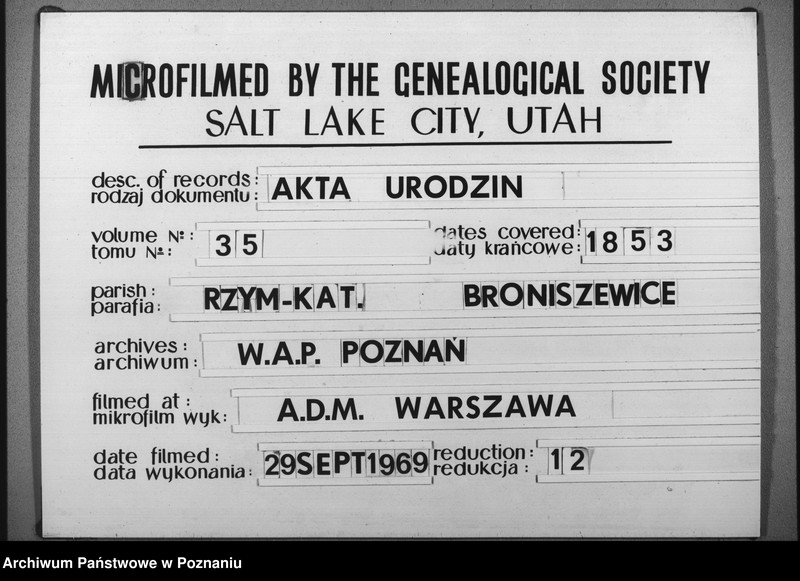 MICROFILMED BY THE GENEALOGICAL SOCIETY
SALT LAKE CITY, UTAH
desc. of records: AKTA URODZIN
rodzaj dokumentu:
volume №: 35 dates covered: 1853
tomu №: daty krańcowe:
parish: RZYM-KAT. BRONISZEWICE
parafia:
archives: W.A.P. POZNAŃ
archiwum:
filmed at: A.D.M. WARSZAWA
mikrofilm wyk:
date filmed: 29SEPT1969 reduction: 12
data wykonania: redukcja:
Archiwum Państwowe w Poznaniu